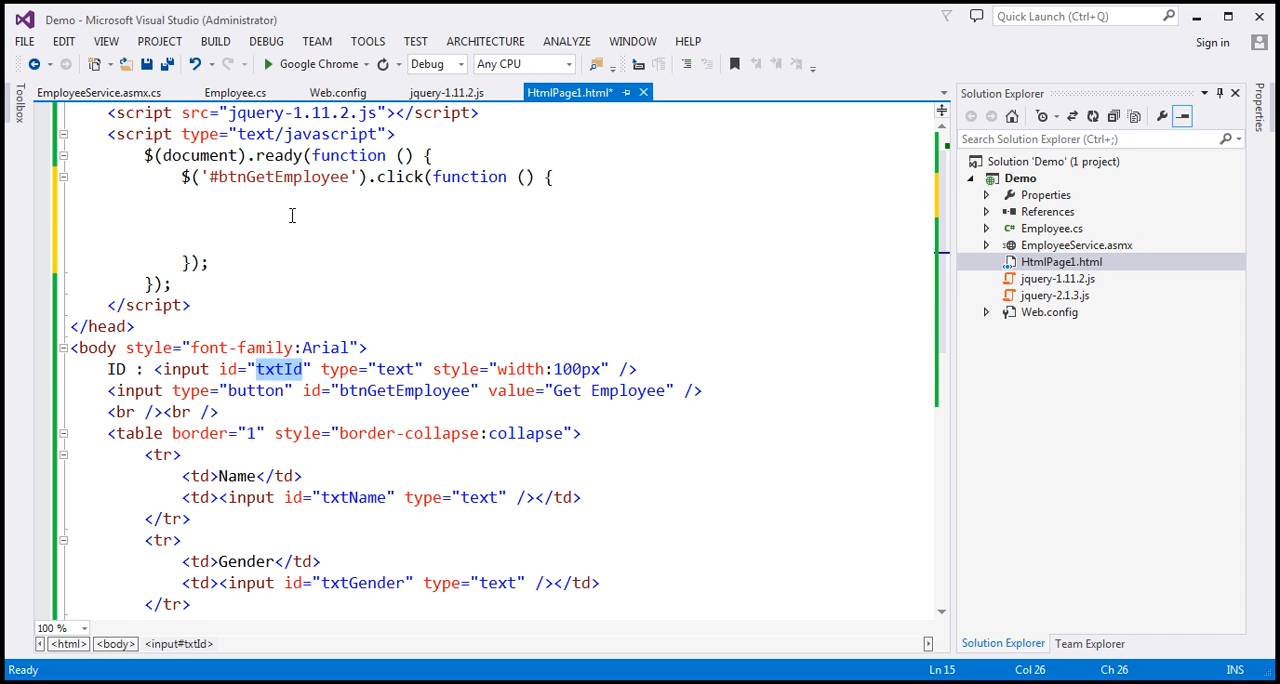 Demo - Microsoft Visual Studio (Administrator)
Quick Launch (Ctrl+Q)
FILE EDIT VIEW PROJECT BUILD DEBUG TEAM TOOLS TEST ARCHITECTURE ANALYZE WINDOW HELP
Sign in
Google Chrome Debug Any CPU
Toolbox
EmployeeService.asmx.cs Employee.cs Web.config jquery-1.11.2.js HtmlPage1.html*
<script src="jquery-1.11.2.js"></script>
<script type="text/javascript">
$(document).ready(function () {
$('#btnGetEmployee').click(function () {
});
});
</script>
</head>
<body style="font-family:Arial">
ID : <input id="txtId" type="text" style="width:100px" />
<input type="button" id="btnGetEmployee" value="Get Employee" />
<br /><br />
<table border="1" style="border-collapse:collapse">
<tr>
<td>Name</td>
<td><input id="txtName" type="text" /></td>
</tr>
<tr>
<td>Gender</td>
<td><input id="txtGender" type="text" /></td>
</tr>
100 %
<html> <body> <input#txtId>
Solution Explorer
Search Solution Explorer (Ctrl+;)
Solution 'Demo' (1 project)
Demo
Properties
References
C# Employee.cs
EmployeeService.asmx
HtmlPage1.html
jquery-1.11.2.js
jquery-2.1.3.js
Web.config
Solution Explorer Team Explorer
Properties
Ready Ln 15 Col 26 Ch 26 INS